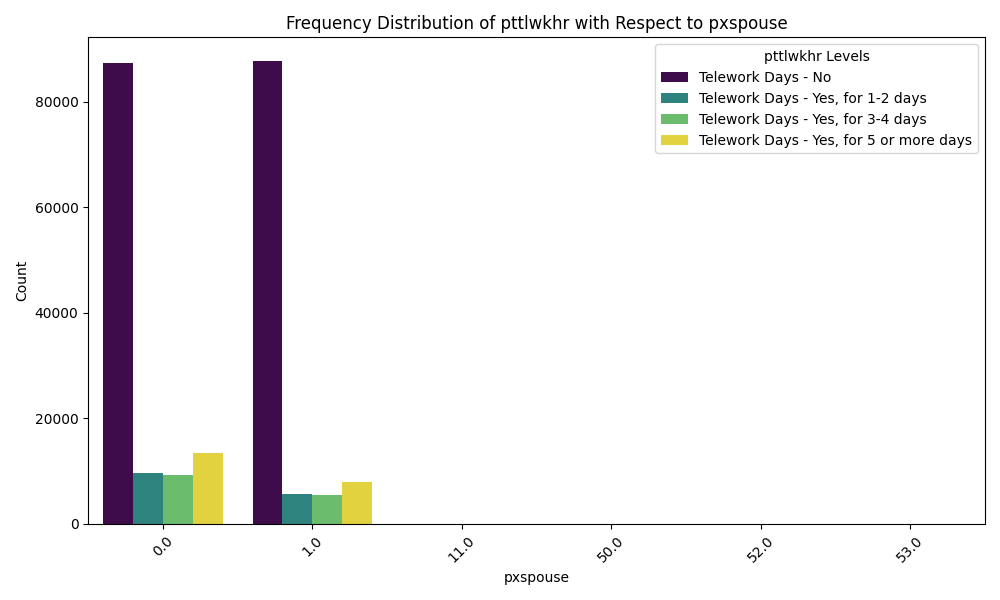 Frequency Distribution of pttlwkhr with Respect to pxspouse
pttlwkhr Levels
Telework Days - No
Telework Days - Yes, for 1-2 days
Telework Days - Yes, for 3-4 days
Telework Days - Yes, for 5 or more days
Count
80000
60000
40000
20000
0
0.0
1.0
11.0
50.0
52.0
53.0
pxspouse